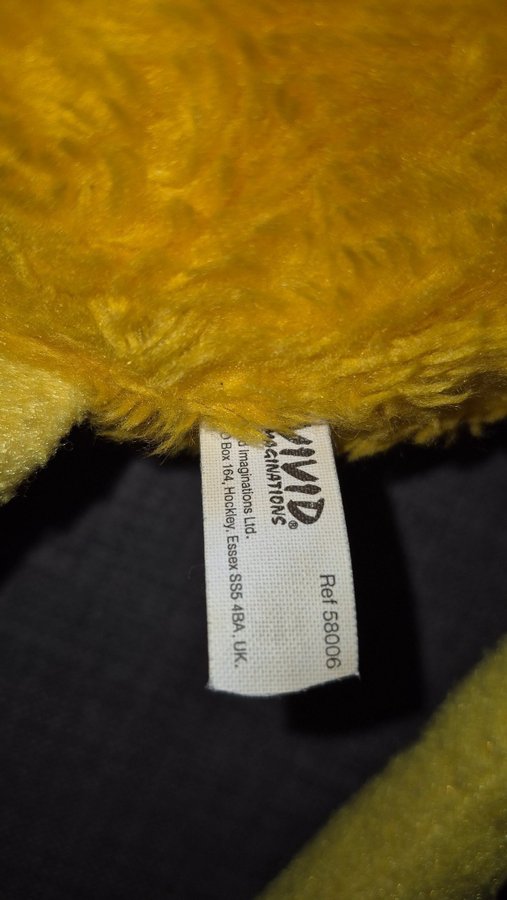 VIVID
IMAGINATIONS®
Ref 58006
Imaginations Ltd.
Box 164, Hockley, Essex SS5 4BA, UK.